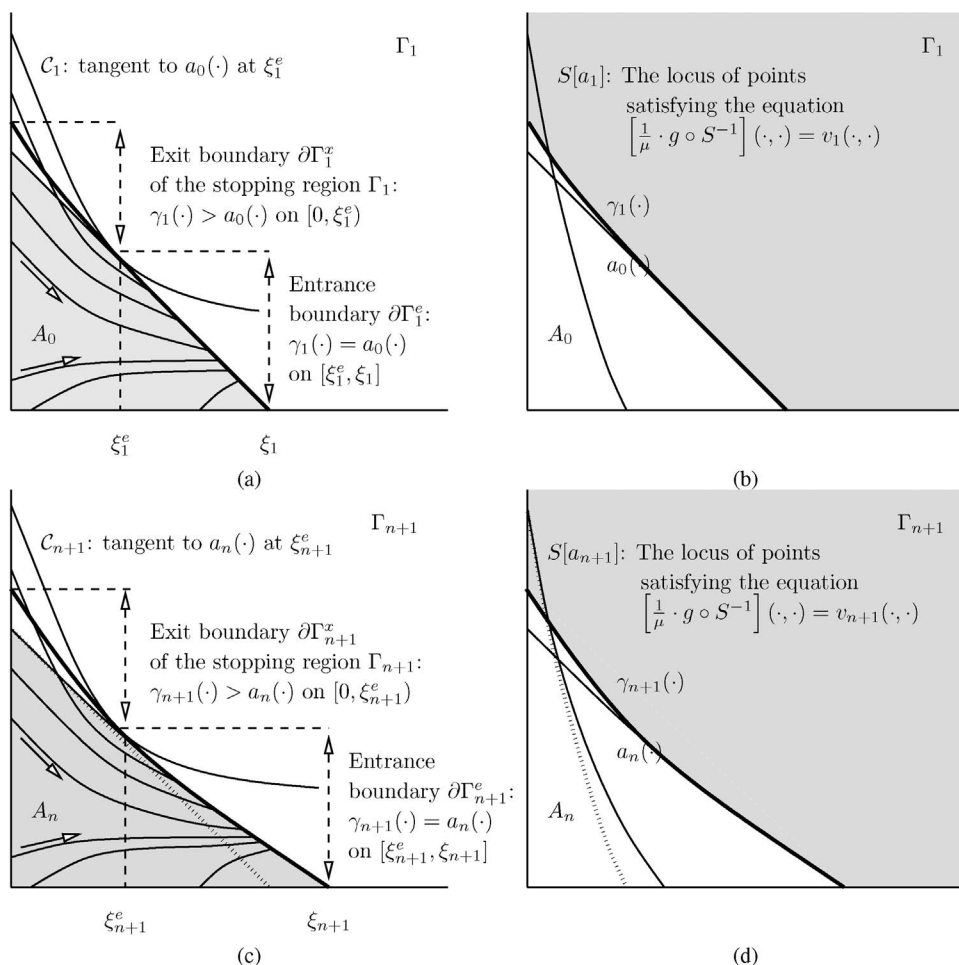 Γ₁
𝒞₁: tangent to a₀(·) at ξ₁ᵉ
Exit boundary ∂Γ₁ˣ
of the stopping region Γ₁:
γ₁(·) > a₀(·) on [0, ξ₁ᵉ)
Entrance
boundary ∂Γ₁ᵉ:
γ₁(·) = a₀(·)
on [ξ₁ᵉ, ξ₁]
A₀
ξ₁ᵉ
ξ₁
(a)
Γ₁
S[a₁]: The locus of points
satisfying the equation
[1/μ · g ∘ S⁻¹] (·, ·) = v₁(·, ·)
γ₁(·)
a₀(·)
A₀
(b)
Γₙ₊₁
𝒞ₙ₊₁: tangent to aₙ(·) at ξₙ₊₁ᵉ
Exit boundary ∂Γₙ₊₁ˣ
of the stopping region Γₙ₊₁:
γₙ₊₁(·) > aₙ(·) on [0, ξₙ₊₁ᵉ)
Entrance
boundary ∂Γₙ₊₁ᵉ:
γₙ₊₁(·) = aₙ(·)
on [ξₙ₊₁ᵉ, ξₙ₊₁]
Aₙ
ξₙ₊₁ᵉ
ξₙ₊₁
(c)
Γₙ₊₁
S[aₙ₊₁]: The locus of points
satisfying the equation
[1/μ · g ∘ S⁻¹] (·, ·) = vₙ₊₁(·, ·)
γₙ₊₁(·)
aₙ(·)
Aₙ
(d)